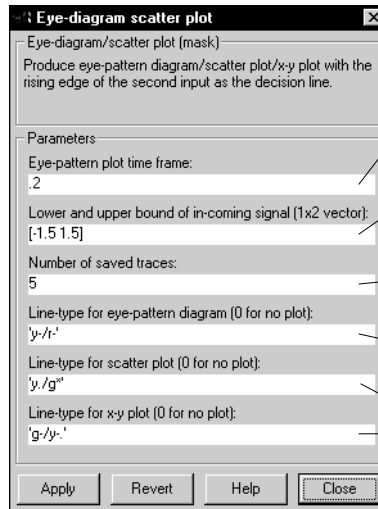 Eye-diagram scatter plot
Eye-diagram/scatter plot (mask)
Produce eye-pattern diagram/scatter plot/x-y plot with the
rising edge of the second input as the decision line.
Parameters
Eye-pattern plot time frame:
.2
Lower and upper bound of in-coming signal (1x2 vector):
[-1.5 1.5]
Number of saved traces:
5
Line-type for eye-pattern diagram (0 for no plot):
'y-/r-'
Line-type for scatter plot (0 for no plot):
'y./g*'
Line-type for x-y plot (0 for no plot):
'g-/y-.'
Apply Revert Help Close